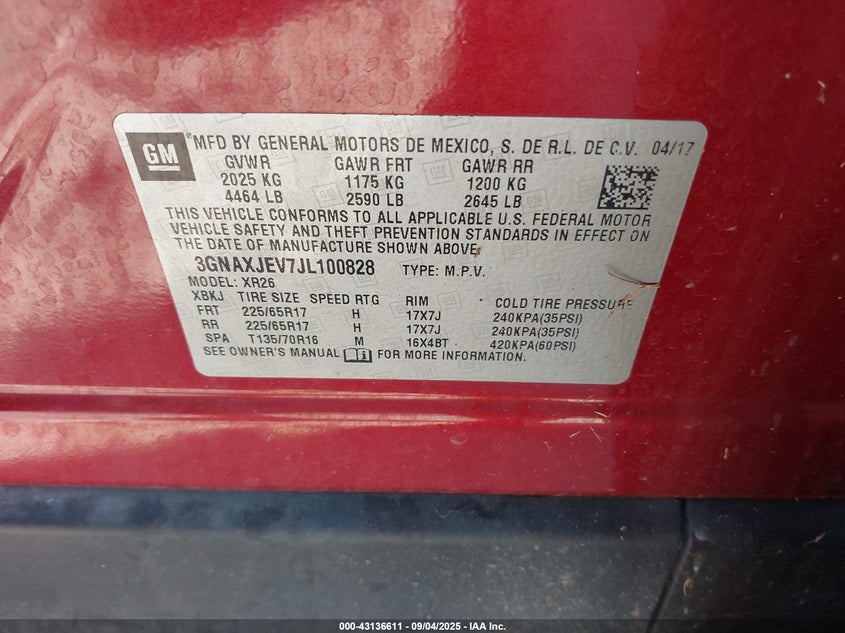 GM ® MFD BY GENERAL MOTORS DE MEXICO, S. DE R.L. DE C.V. 04/17
GVWR GAWR FRT GAWR RR
2025 KG 1175 KG 1200 KG
4464 LB 2590 LB 2645 LB
THIS VEHICLE CONFORMS TO ALL APPLICABLE U.S. FEDERAL MOTOR
VEHICLE SAFETY AND THEFT PREVENTION STANDARDS IN EFFECT ON
THE DATE OF MANUFACTURE SHOWN ABOVE.
3GNAXJEV7JL100828 TYPE: M.P.V.
MODEL: XR26
XBKJ TIRE SIZE SPEED RTG RIM COLD TIRE PRESSURE
FRT 225/65R17 H 17X7J 240KPA(35PSI)
RR 225/65R17 H 17X7J 240KPA(35PSI)
SPA T135/70R16 M 16X4BT 420KPA(60PSI)
SEE OWNER'S MANUAL FOR MORE INFORMATION.
000-43136611 - 09/04/2025 - IAA Inc.